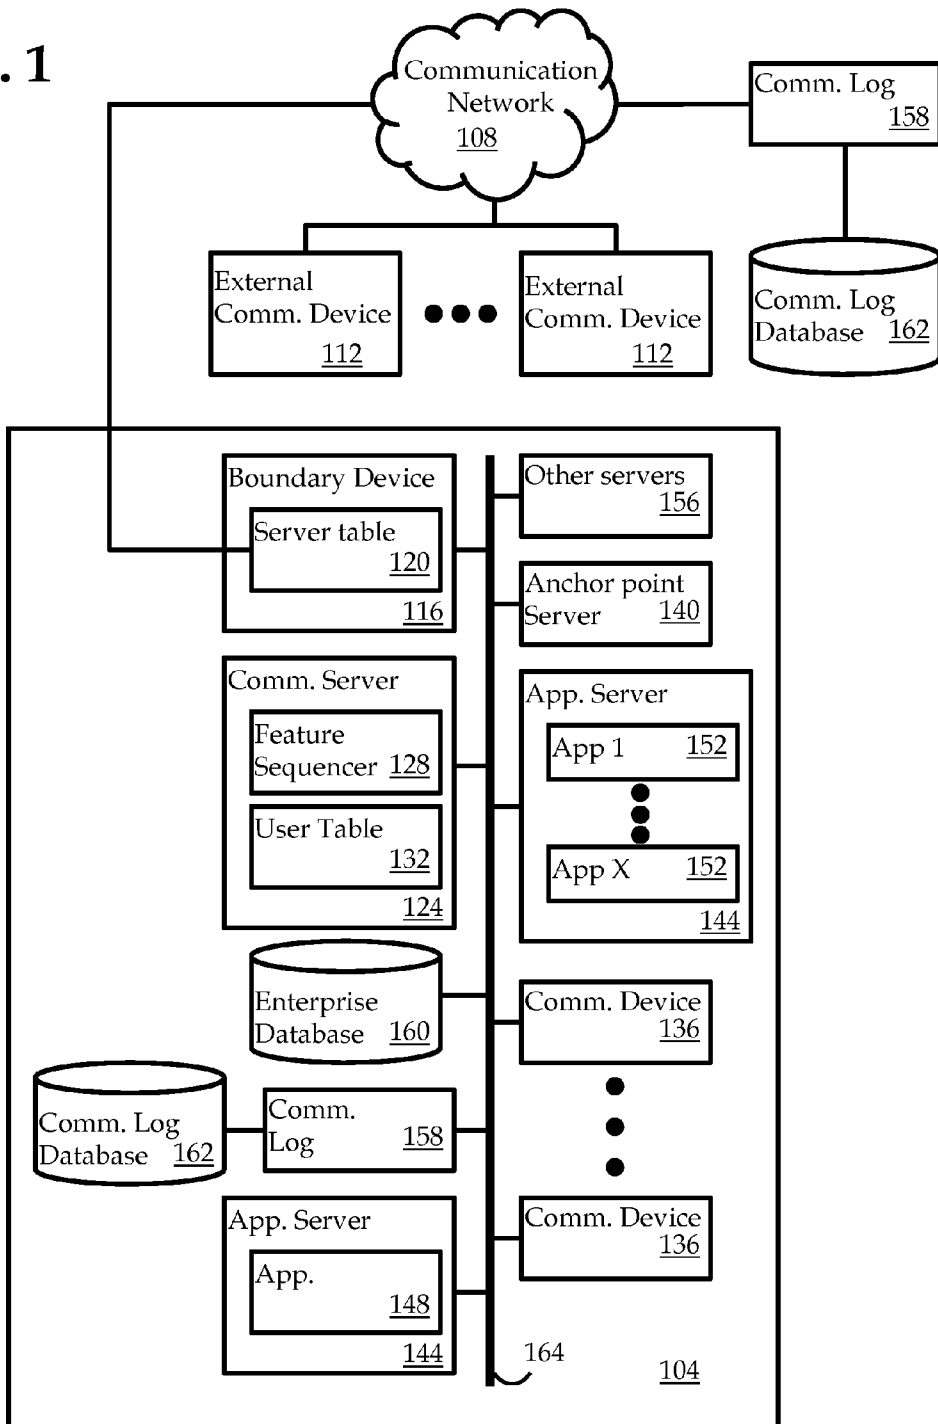 . 1
Communication
Network
108
Comm. Log
158
External
Comm. Device
112
External
Comm. Device
112
Comm. Log
Database 162
Boundary Device
Server table
120
116
Other servers
156
Anchor point
Server 140
Comm. Server
Feature
Sequencer 128
User Table
132
124
App. Server
App 1 152
App X 152
144
Enterprise
Database 160
Comm. Device
136
Comm. Log
Database 162
Comm.
Log 158
App. Server
App.
148
144
Comm. Device
136
164
104